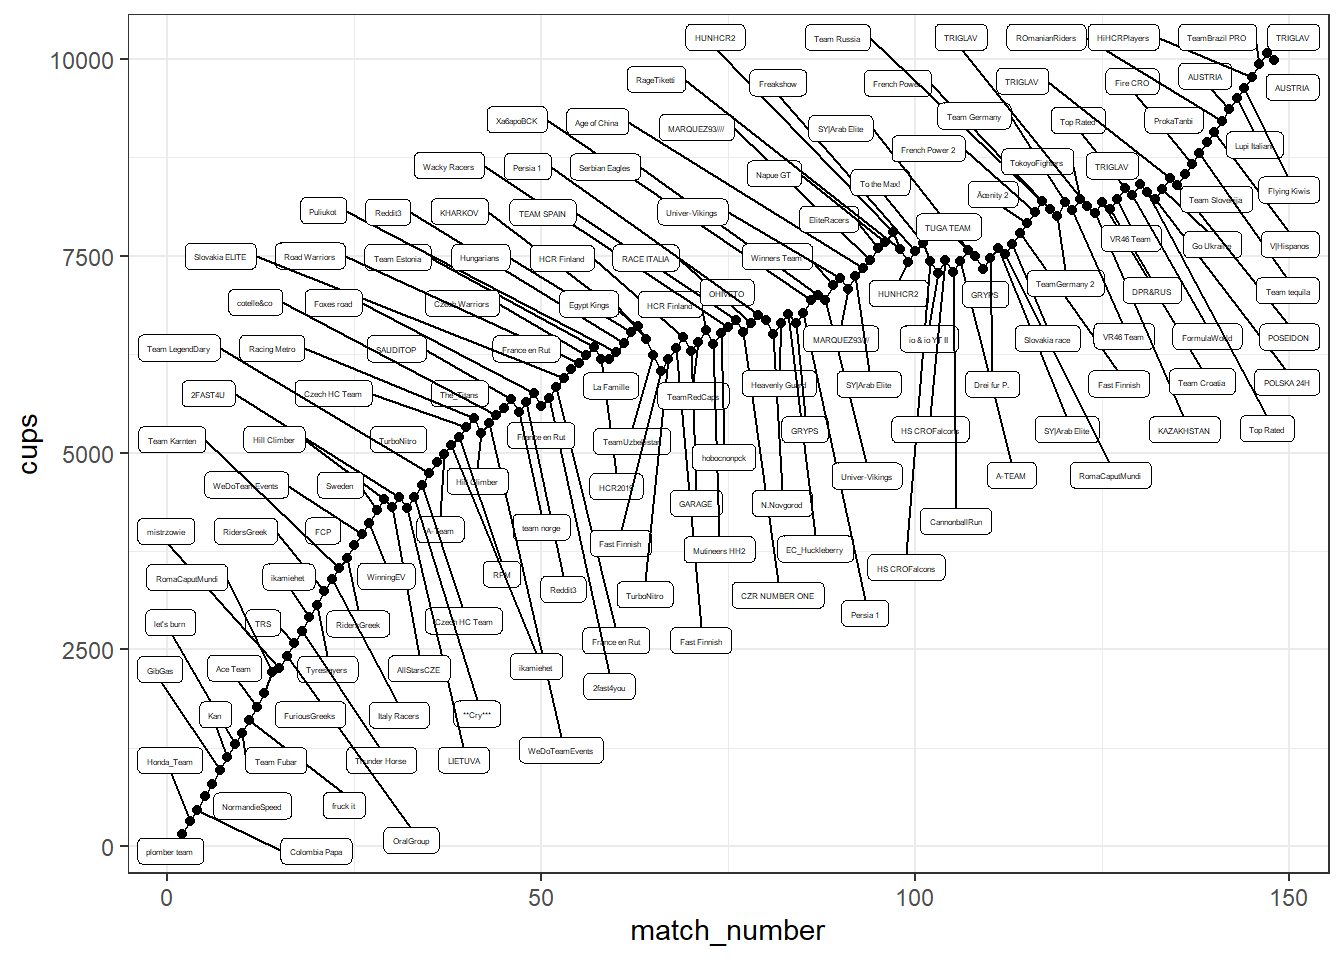 HUNHCR2
Team Russia
TRIGLAV
ROmanianRiders
HiHCRPlayers
TeamBrazil PRO
TRIGLAV
10000
RageTiketti
Freakshow
French Power
TRIGLAV
Fire CRO
AUSTRIA
AUSTRIA
Xa6apoBCK
Age of China
MARQUEZ93////
SY|Arab Elite
Team Germany
Top Rated
ProkaTanbi
French Power 2
Lupi Italiani
Wacky Racers
Persia 1
Serbian Eagles
Napue GT
To the Max!
TokoyoFighters
TRIGLAV
Flying Kiwis
Puliukot
Reddit3
KHARKOV
TEAM SPAIN
Univer-Vikings
EliteRacers
TUGA TEAM
Team Slovenija
VR46 Team
Go Ukraine
V|Hispanos
7500
Slovakia ELITE
Road Warriors
Team Estonia
Hungarians
HCR Finland
RACE ITALIA
Winners Team
cotelle&co
Foxes road
Czech Warriors
Egypt Kings
HCR Finland
OHIVETO
HUNHCR2
GRYPS
TeamGermany 2
DPR&RUS
Team tequila
Team LegendDary
Racing Metro
SAUDITOP
France en Rut
MARQUEZ93////
io & io YT II
Slovakia race
VR46 Team
FormulaWorld
POSEIDON
2FAST4U
Czech HC Team
The_Titans
La Famille
TeamRedCaps
Heavenly Guard
SY|Arab Elite
Drei fur P.
Fast Finnish
Team Croatia
POLSKA 24H
5000
Team Karnten
Hill Climber
TurboNitro
France en Rut
TeamUzbekistan
GRYPS
HS CROFalcons
SY|Arab Elite
KAZAKHSTAN
Top Rated
hobocnonpck
WeDoTeamEvents
Sweden
Hill Climber
HCR2019
Univer-Vikings
A-TEAM
RomaCaputMundi
GARAGE
N.Novgorod
mistrzowie
RidersGreek
FCP
A-Team
team norge
CannonballRun
Fast Finnish
Mutineers HH2
EC_Huckleberry
RomaCaputMundi
ikamiehet
WinningEV
RPM
HS CROFalcons
Reddit3
TurboNitro
CZR NUMBER ONE
let's burn
TRS
RidersGreek
Czech HC Team
Persia 1
2500
France en Rut
Fast Finnish
GibGas
Ace Team
AllStarsCZE
ikamiehet
2fast4you
Kan
FuriousGreeks
Italy Racers
**Cry***
WeDoTeamEvents
Honda_Team
Team Fubar
Thunder Horse
LIETUVA
NormandieSpeed
fruck it
OralGroup
0
plomber team
Colombia Papa
0
50
100
150
match_number
cups